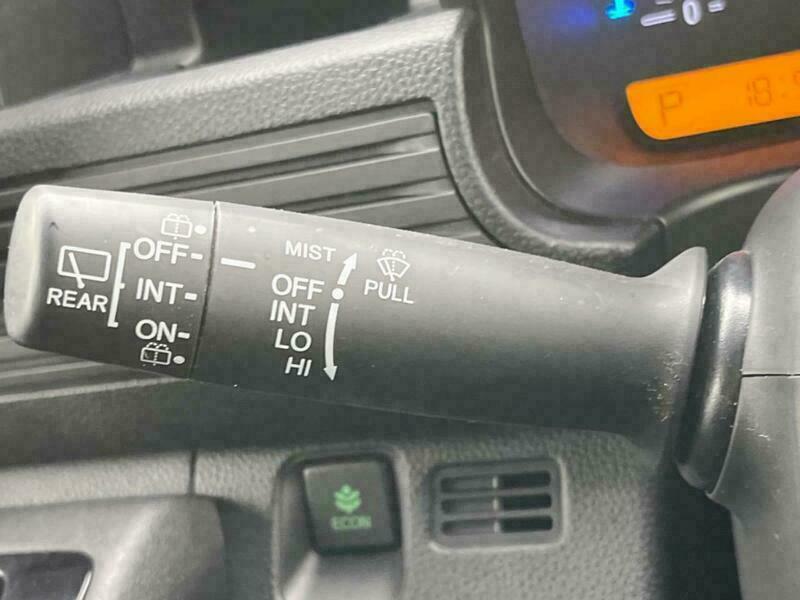 P
OFF
INT
ON
REAR
MIST
OFF
INT
LO
HI
PULL
ECON